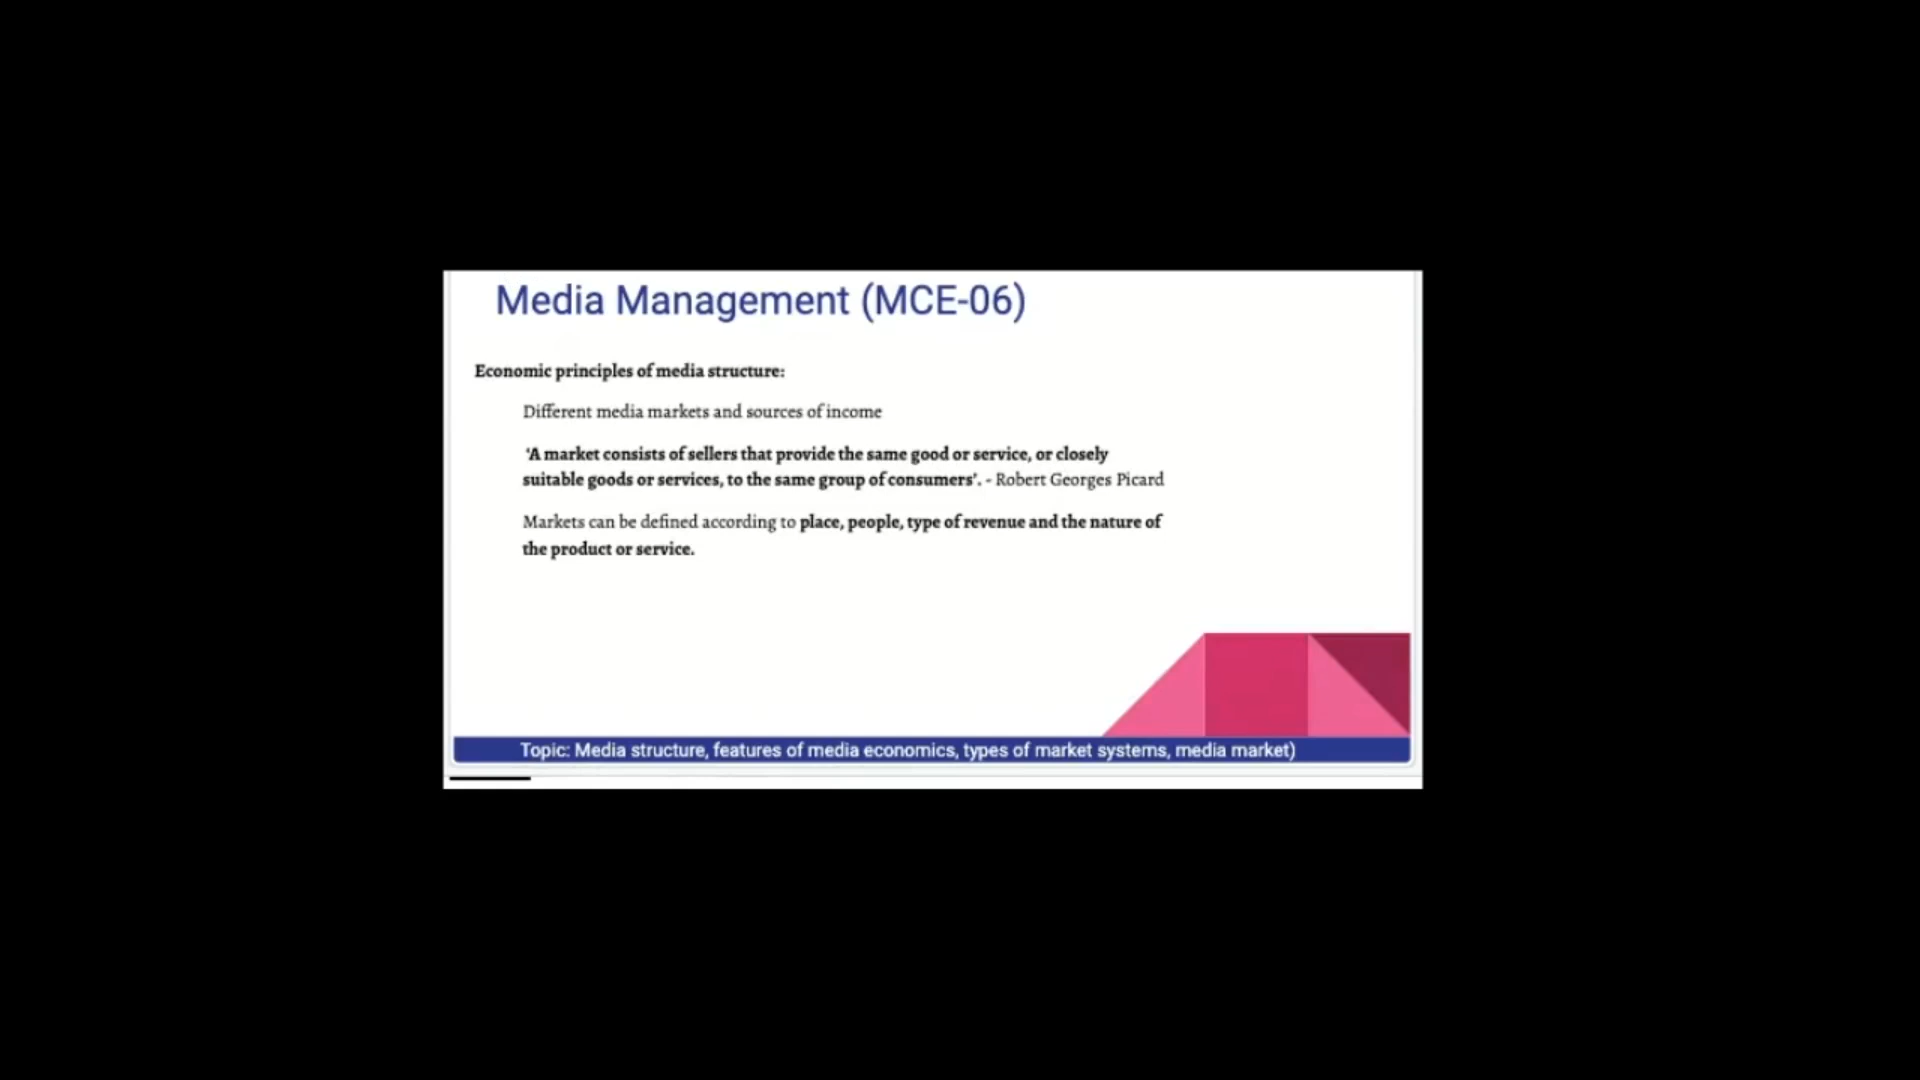 Media Management (MCE-06)
Economic principles of media structure:
Different media markets and sources of income
‘A market consists of sellers that provide the same good or service, or closely
suitable goods or services, to the same group of consumers’. - Robert Georges Picard
Markets can be defined according to place, people, type of revenue and the nature of
the product or service.
Topic: Media structure, features of media economics, types of market systems, media market)